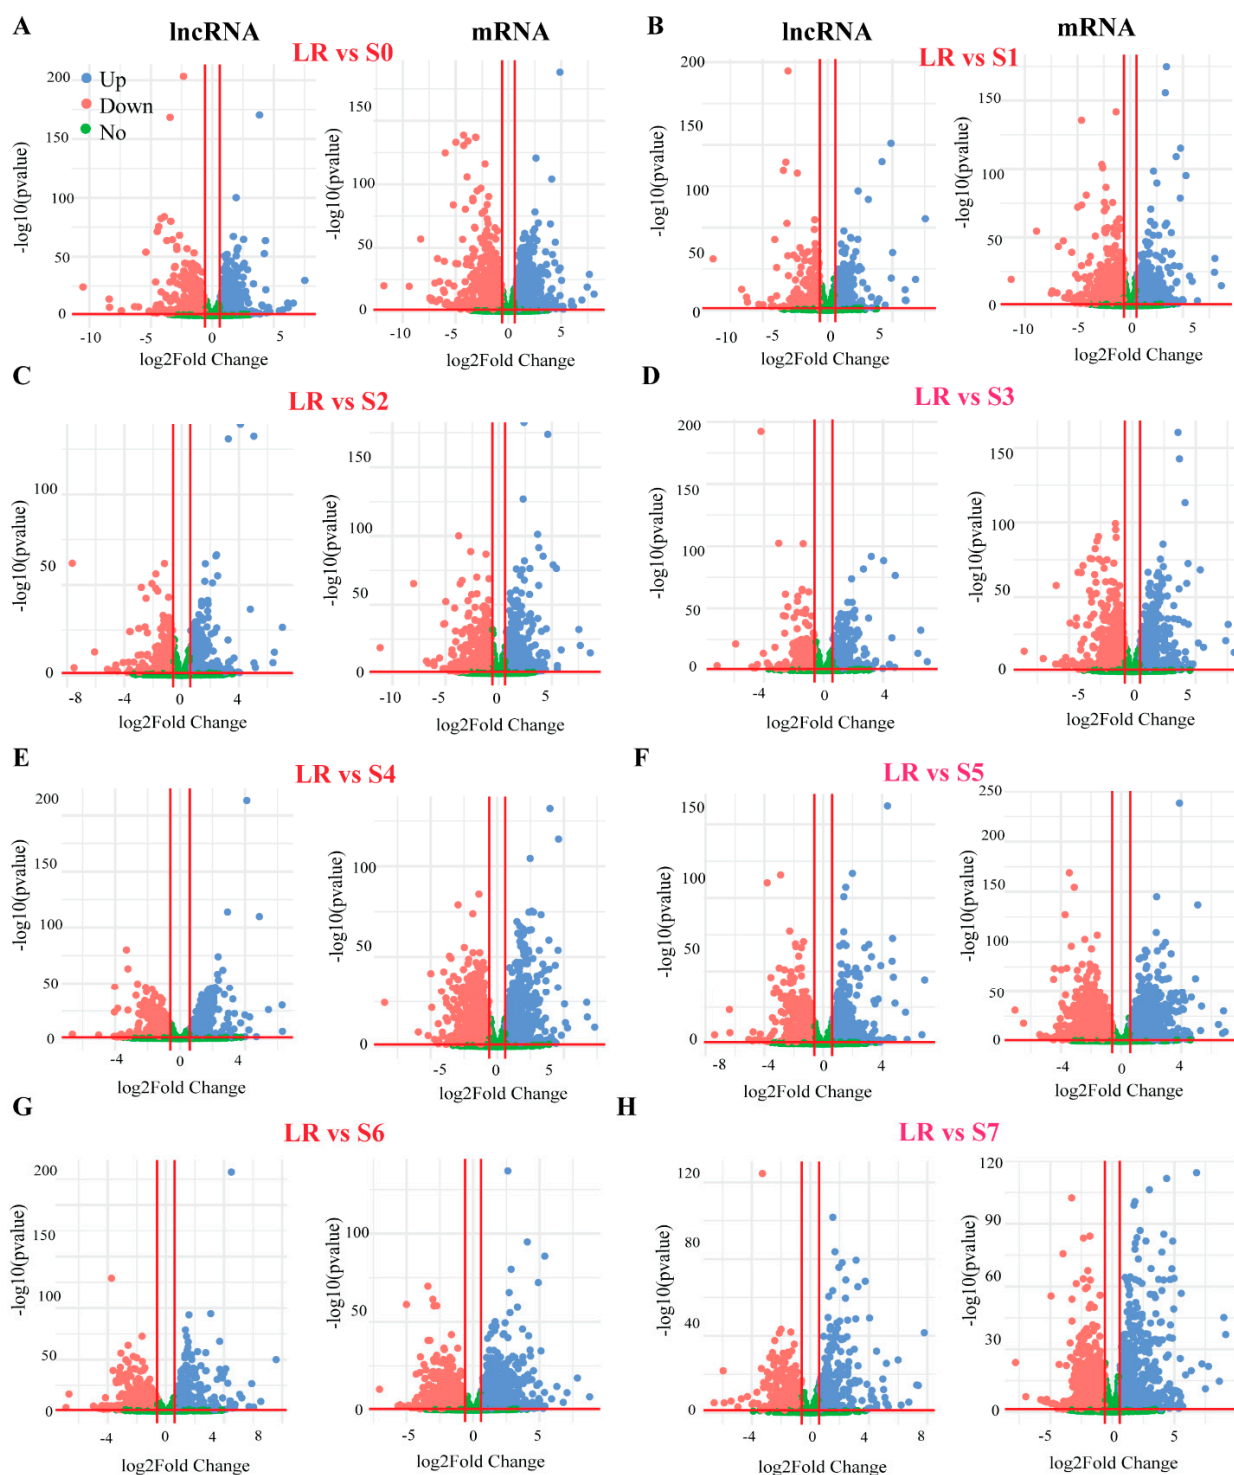 A
lncRNA
mRNA
LR vs S0
Up
Down
No
200
150
100
50
0
-log10(pvalue)
-10
-5
0
5
log2Fold Change
150
100
50
0
-log10(pvalue)
-10
-5
0
5
log2Fold Change
B
lncRNA
mRNA
LR vs S1
200
150
100
50
0
-log10(pvalue)
-10
-5
0
5
log2Fold Change
150
100
50
0
-log10(pvalue)
-10
-5
0
5
log2Fold Change
C
LR vs S2
100
50
0
-log10(pvalue)
-8
-4
0
4
log2Fold Change
150
100
50
0
-log10(pvalue)
-10
-5
0
5
log2Fold Change
D
LR vs S3
200
150
100
50
0
-log10(pvalue)
-4
0
4
log2Fold Change
150
100
50
0
-log10(pvalue)
-5
0
5
log2Fold Change
E
LR vs S4
200
150
100
50
0
-log10(pvalue)
-4
0
4
log2Fold Change
100
50
0
-log10(pvalue)
-5
0
5
log2Fold Change
F
LR vs S5
150
100
50
0
-log10(pvalue)
-8
-4
0
4
log2Fold Change
250
200
150
100
50
0
-log10(pvalue)
-4
0
4
log2Fold Change
G
LR vs S6
200
150
100
50
0
-log10(pvalue)
-4
0
4
8
log2Fold Change
100
50
0
-log10(pvalue)
-5
0
5
log2Fold Change
H
LR vs S7
120
80
40
0
-log10(pvalue)
-4
0
4
8
log2Fold Change
120
90
60
30
0
-log10(pvalue)
-5
0
5
log2Fold Change